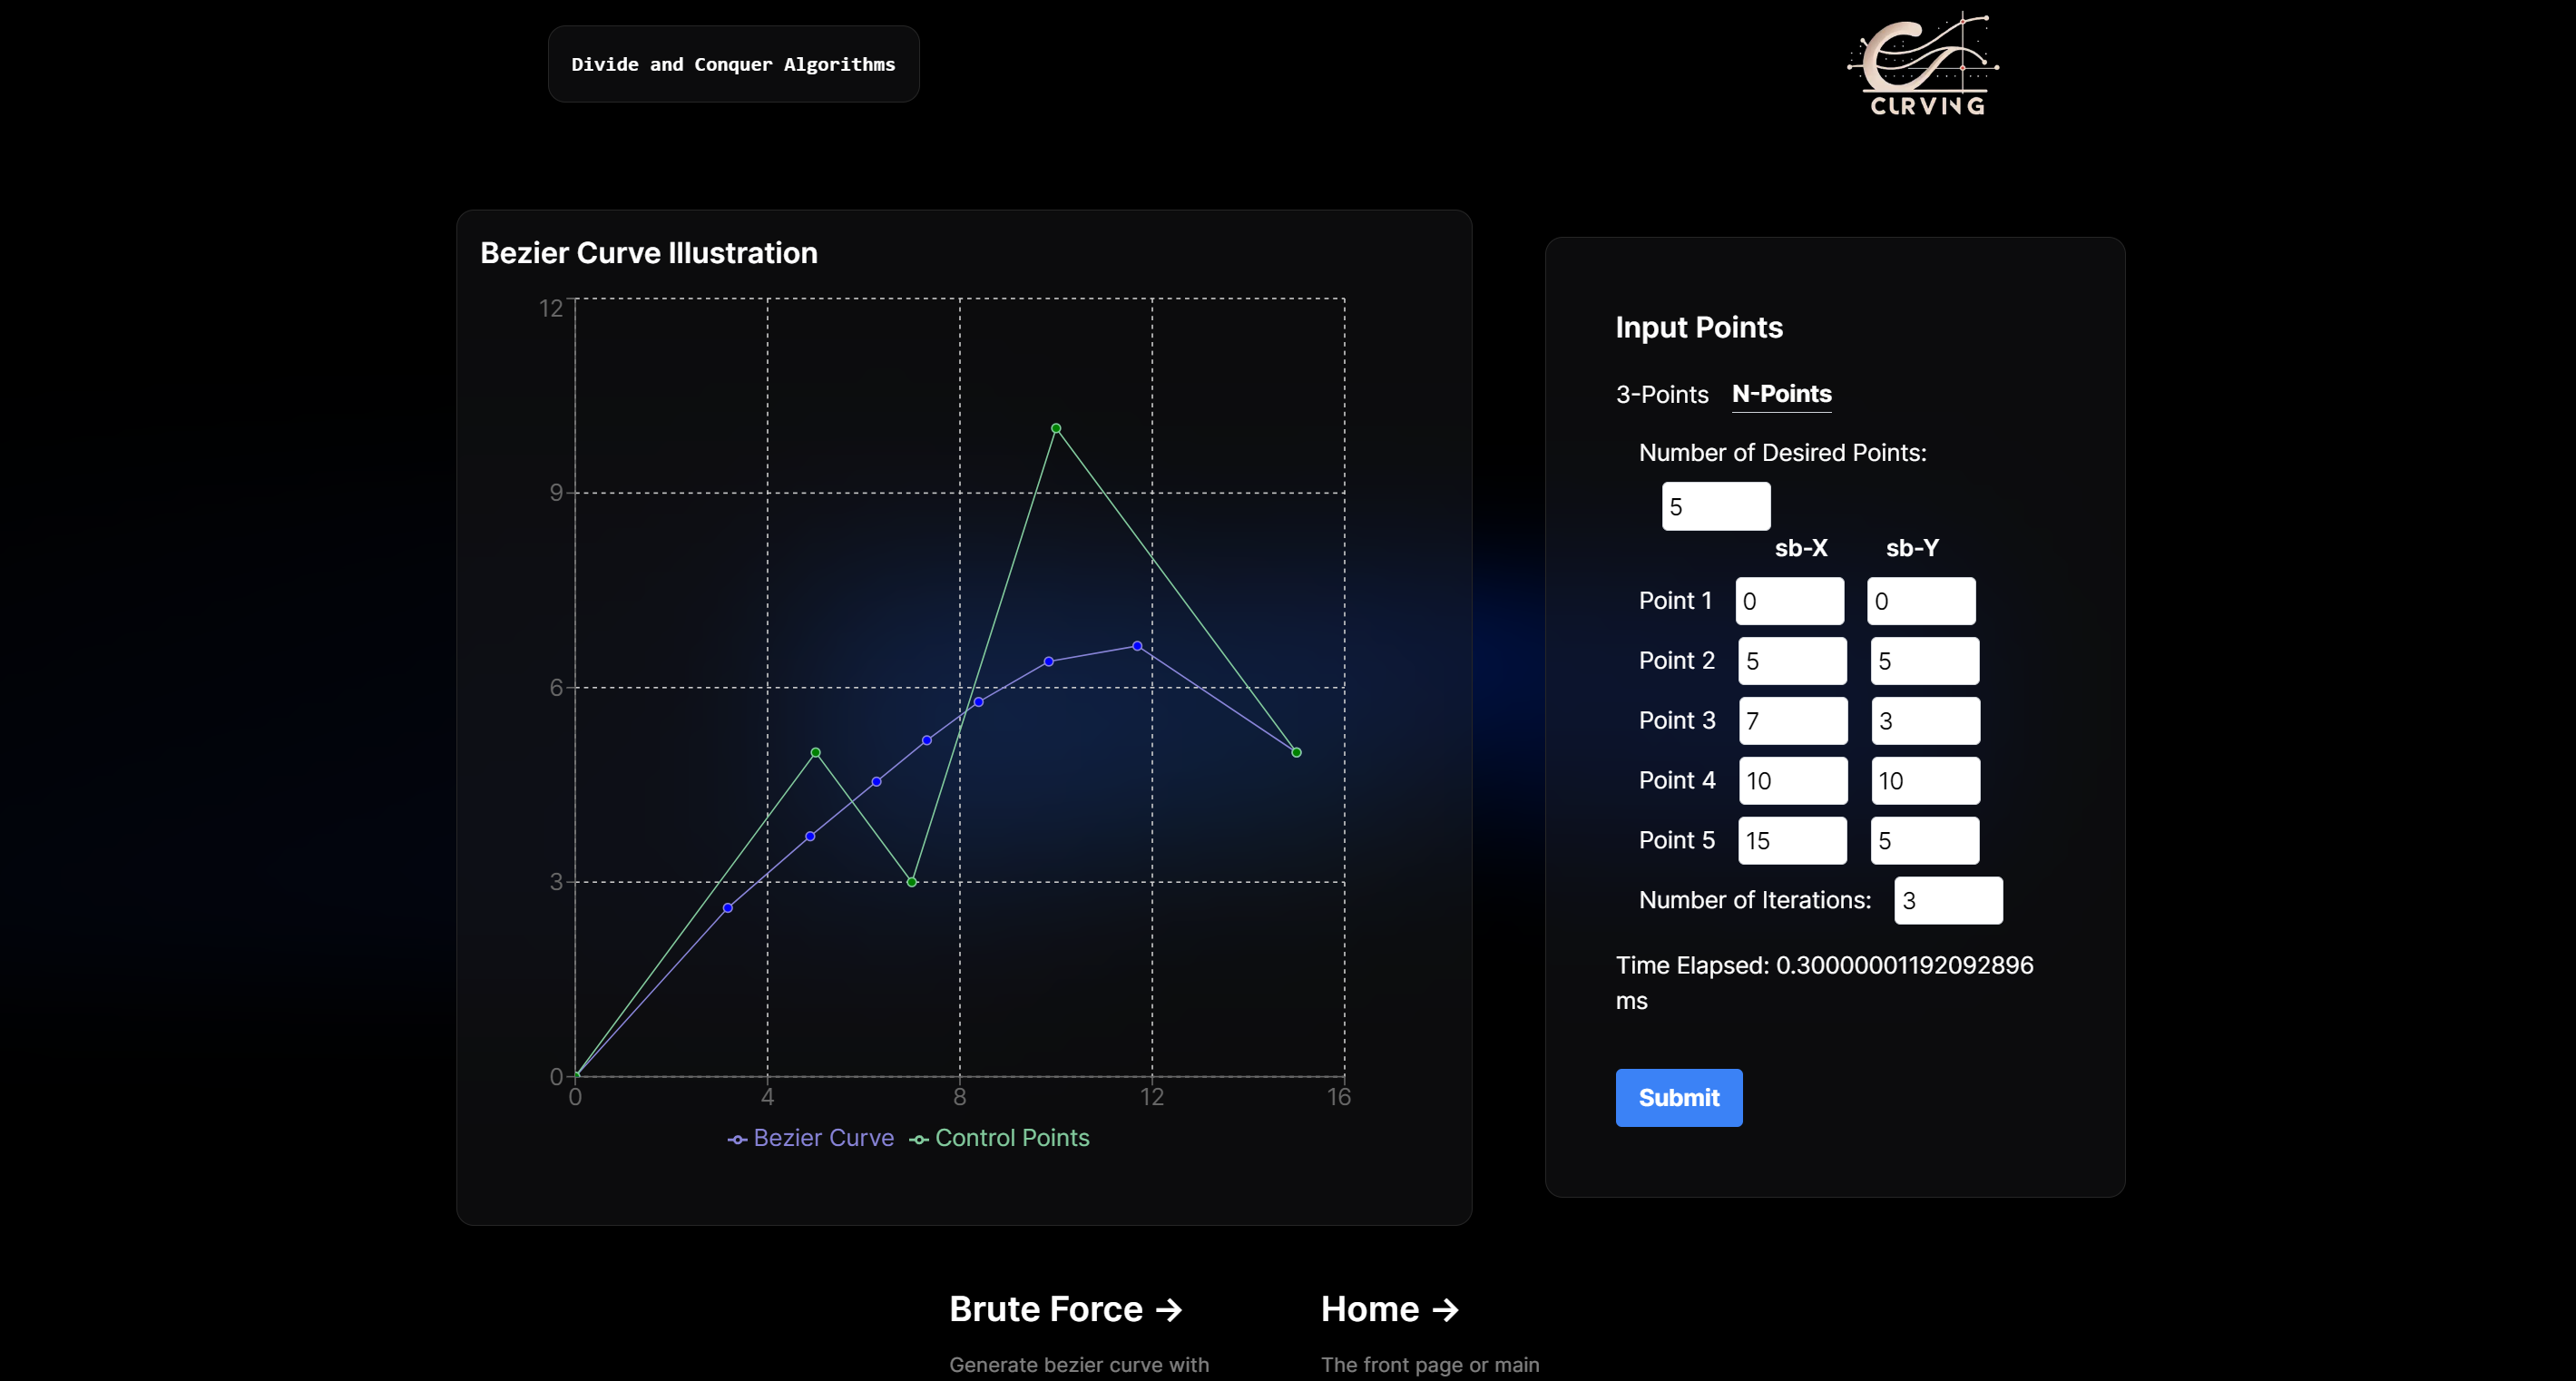 Divide and Conquer Algorithms
CURVING
Bezier Curve Illustration
12
9
6
3
0
0 4 8 12 16
Bezier Curve Control Points
Input Points
3-Points N-Points
Number of Desired Points:
5
sb-X sb-Y
Point 1 0 0
Point 2 5 5
Point 3 7 3
Point 4 10 10
Point 5 15 5
Number of Iterations: 3
Time Elapsed: 0.30000001192092896
ms
Submit
Brute Force → Home →
Generate bezier curve with The front page or main